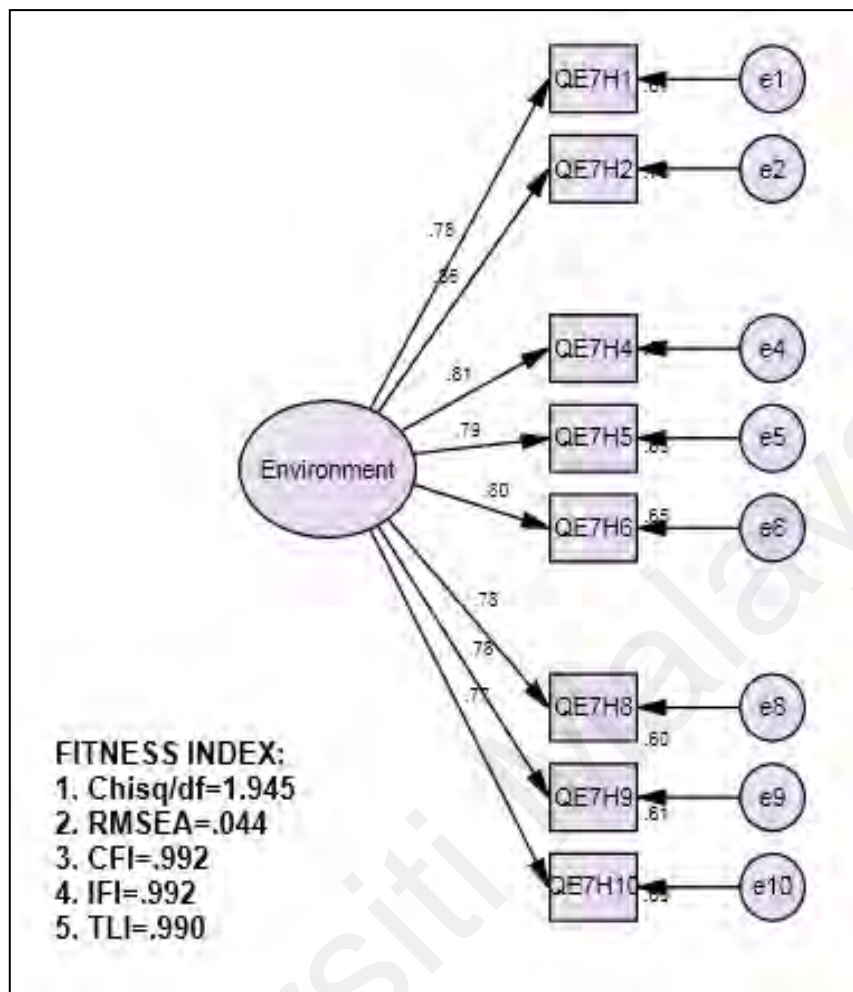 QE7H1
e1
QE7H2
e2
.78
QE7H4
e4
.81
QE7H5
e5
.79
Environment
QE7H6
.65
e6
.80
.78
QE7H8
e8
.60
.77
QE7H9
e9
.61
QE7H10
e10
FITNESS INDEX:
1. Chisq/df=1.945
2. RMSEA=.044
3. CFI=.992
4. IFI=.992
5. TLI=.990